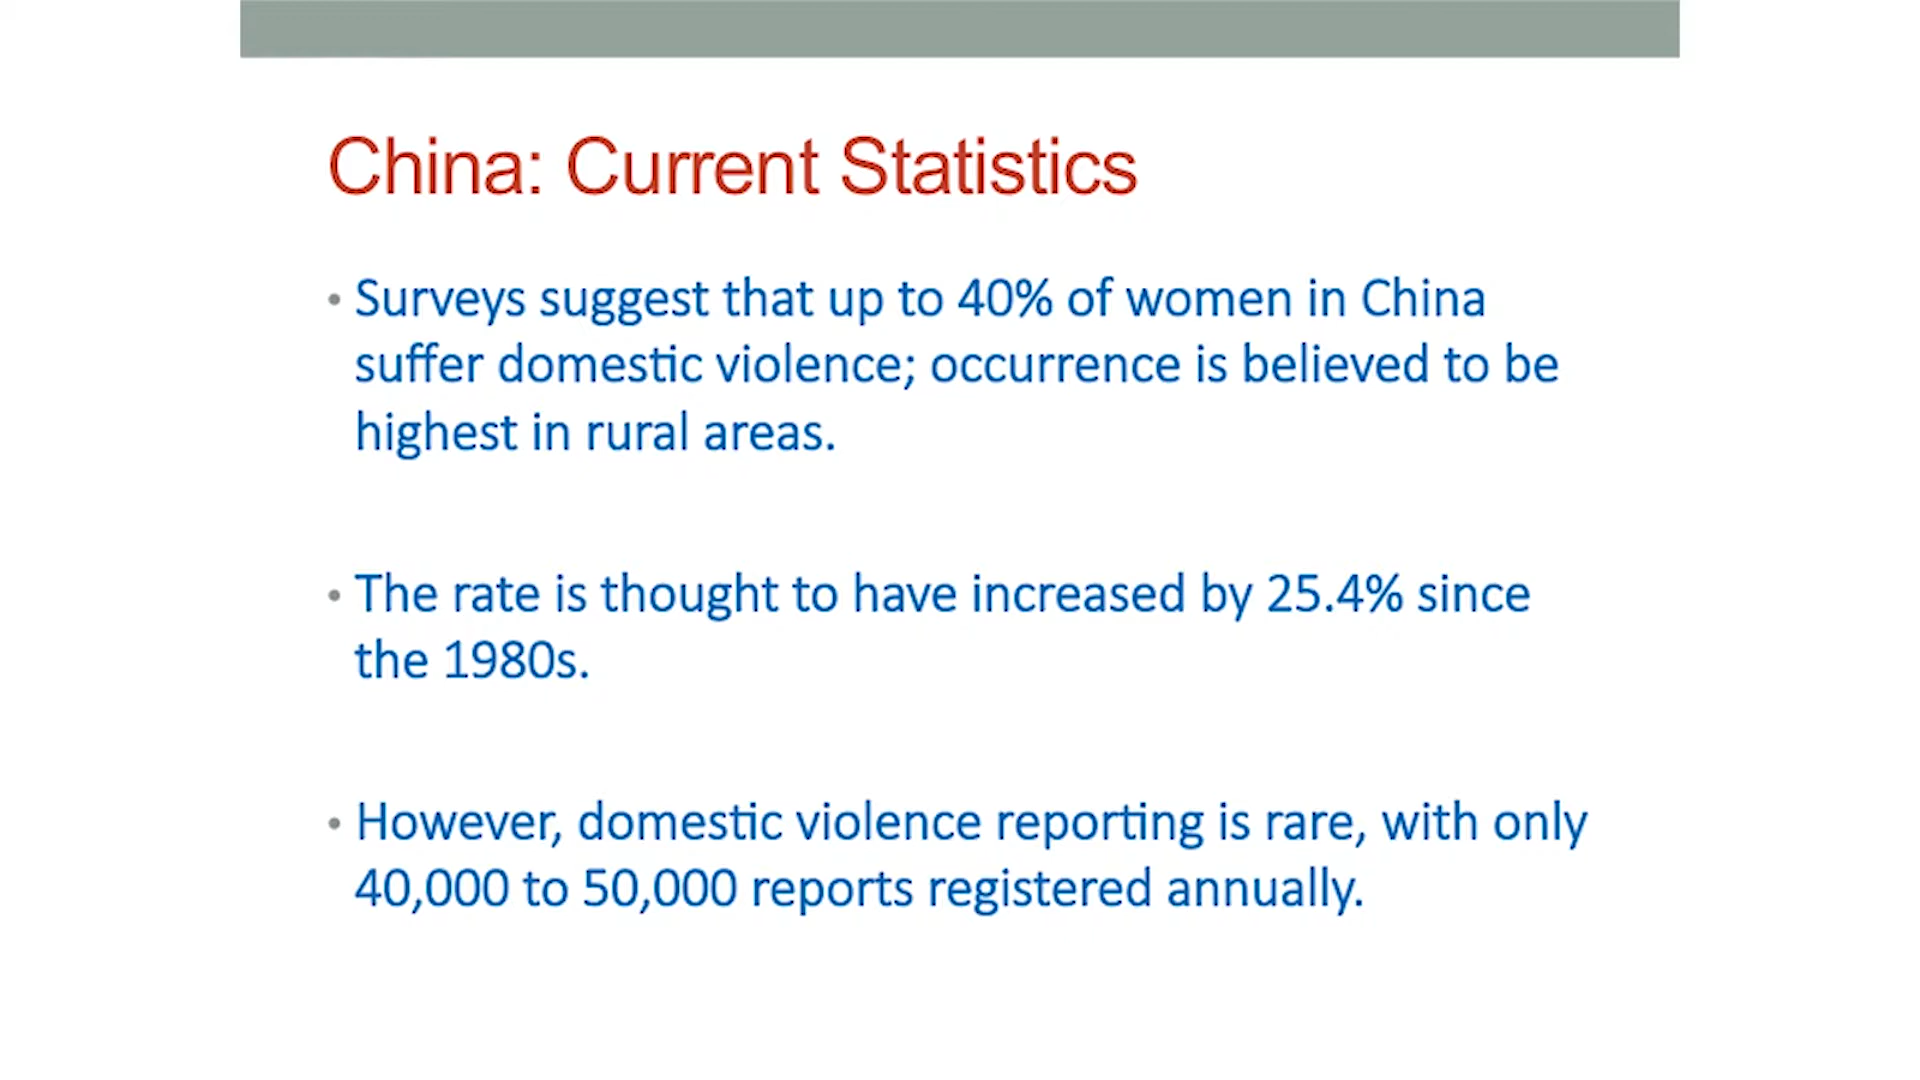 China: Current Statistics
• Surveys suggest that up to 40% of women in China
suffer domestic violence; occurrence is believed to be
highest in rural areas.
• The rate is thought to have increased by 25.4% since
the 1980s.
• However, domestic violence reporting is rare, with only
40,000 to 50,000 reports registered annually.